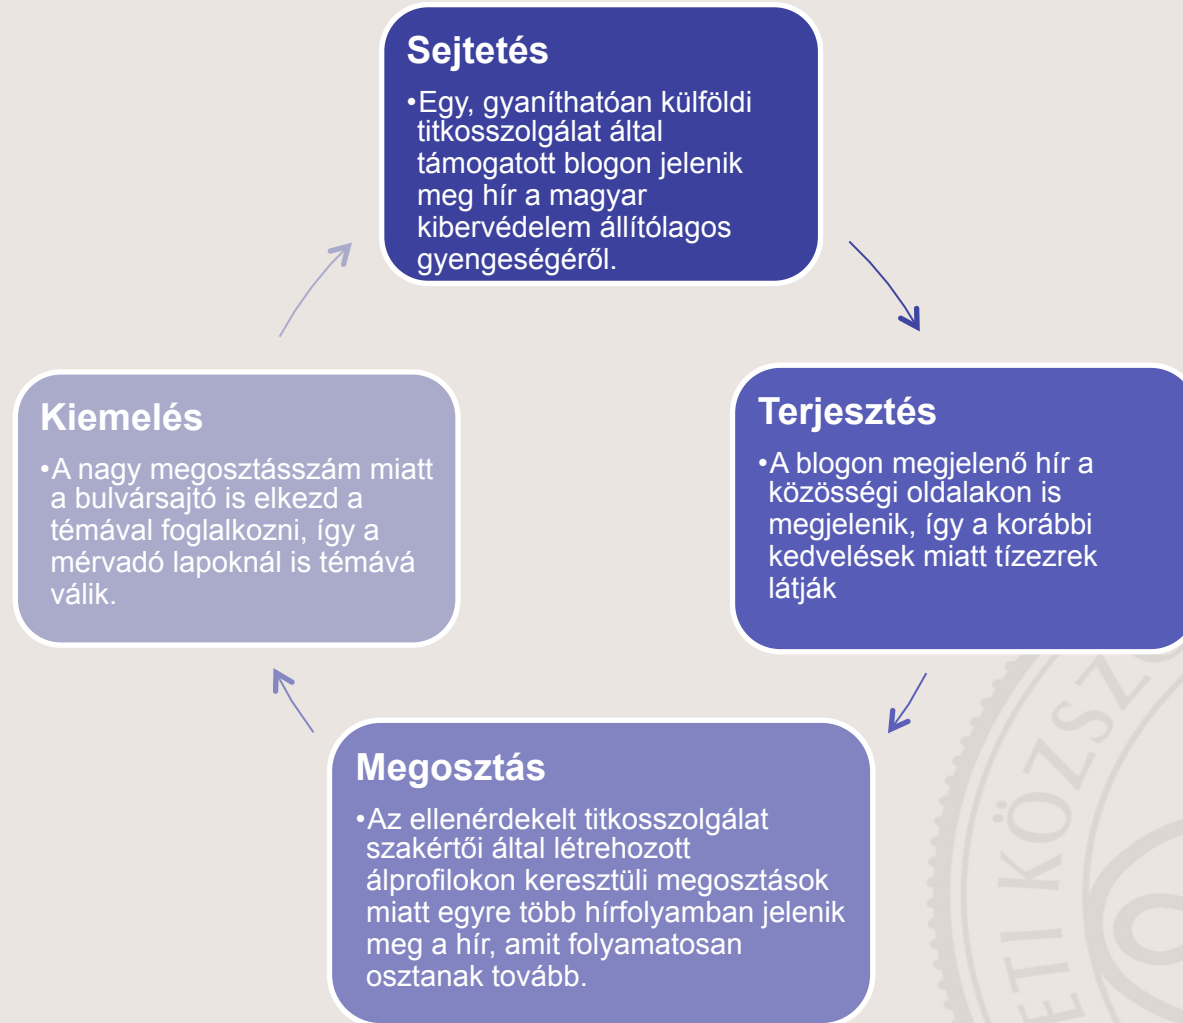 Sejtetés
•Egy, gyaníthatóan külföldi
titkosszolgálat által
támogatott blogon jelenik
meg hír a magyar
kibervédelem állítólagos
gyengeségéről.
Terjesztés
•A blogon megjelenő hír a
közösségi oldalakon is
megjelenik, így a korábbi
kedvelések miatt tízezrek
látják
Megosztás
•Az ellenérdekelt titkosszolgálat
szakértői által létrehozott
álprofilokon keresztüli megosztások
miatt egyre több hírfolyamban jelenik
meg a hír, amit folyamatosan
osztanak tovább.
Kiemelés
•A nagy megosztásszám miatt
a bulvársajtó is elkezd a
témával foglalkozni, így a
mérvadó lapoknál is témává
válik.
ETI KÖZSZO